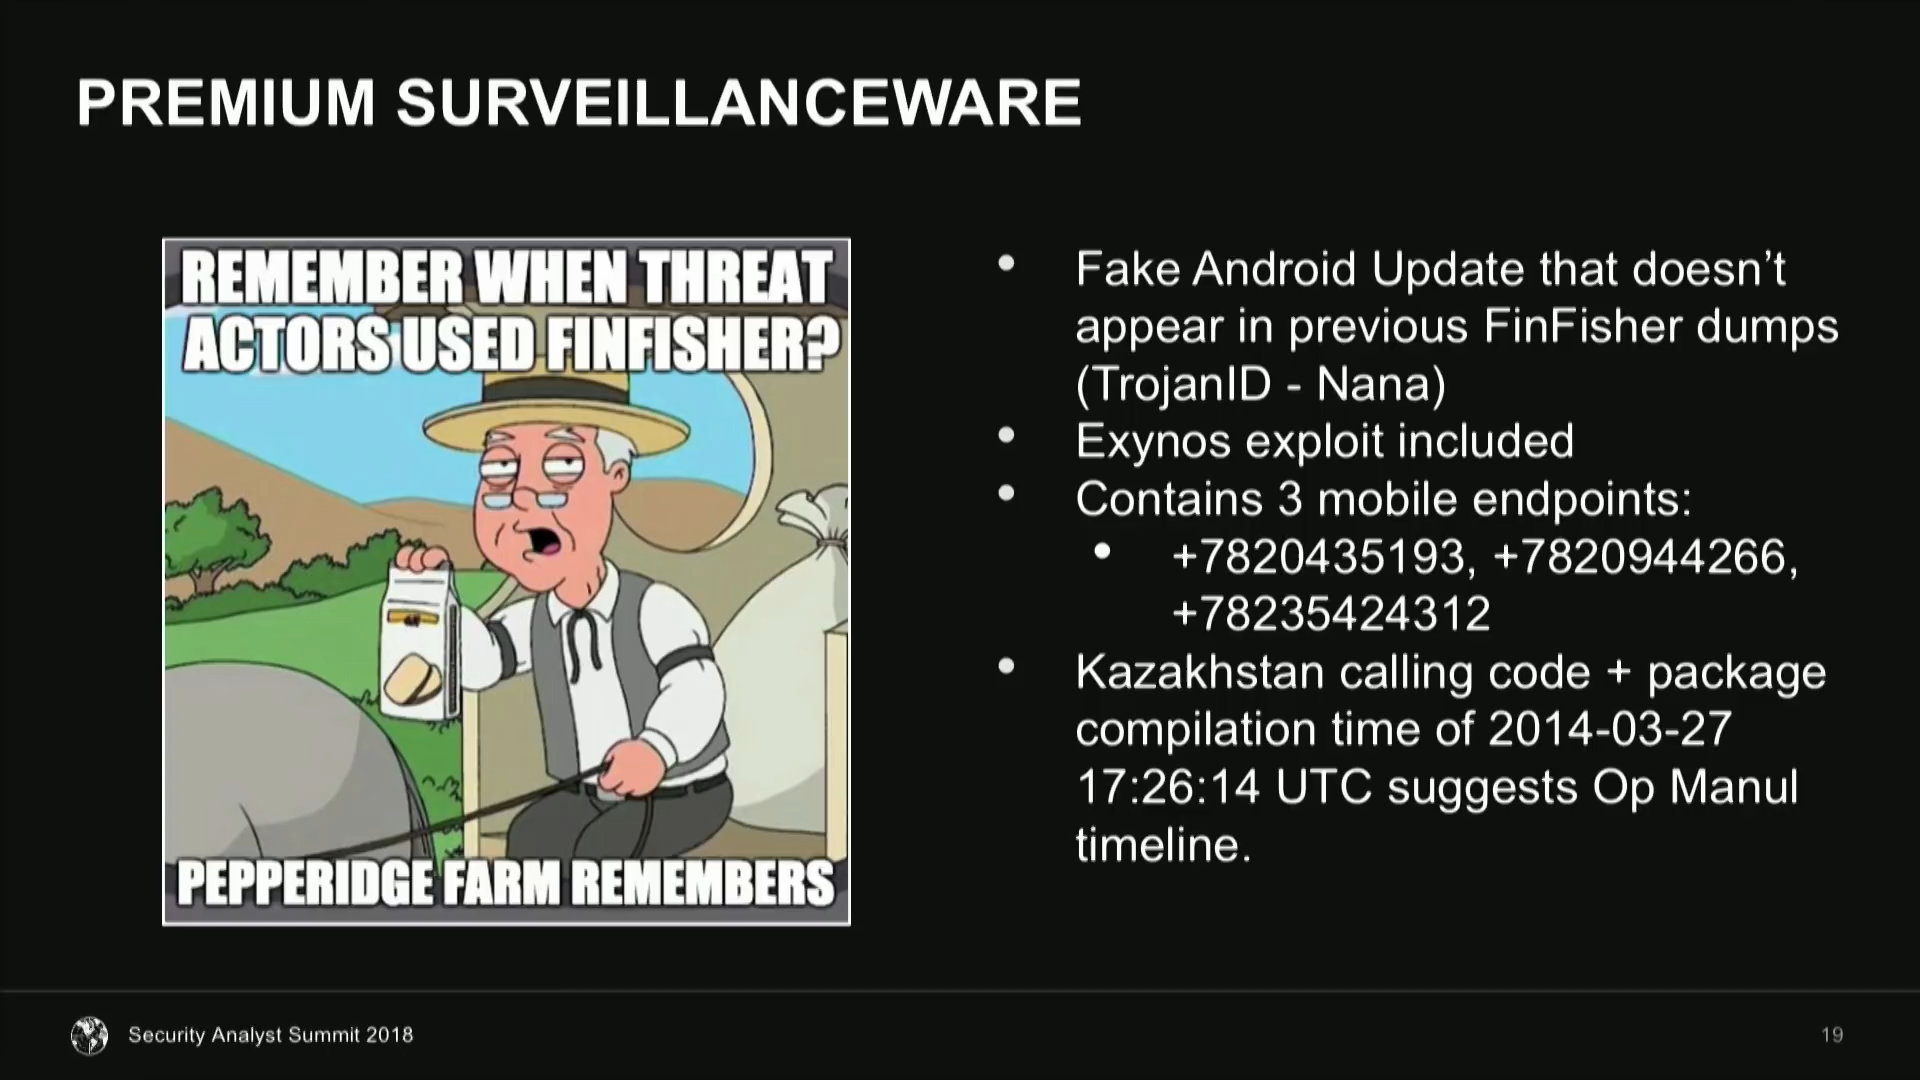 PREMIUM SURVEILLANCEWARE
REMEMBER WHEN THREAT
ACTORS USED FINFISHER?
PEPPERIDGE FARM REMEMBERS
• Fake Android Update that doesn’t
appear in previous FinFisher dumps
(TrojanID - Nana)
• Exynos exploit included
• Contains 3 mobile endpoints:
• +7820435193, +7820944266,
+78235424312
• Kazakhstan calling code + package
compilation time of 2014-03-27
17:26:14 UTC suggests Op Manul
timeline.
Security Analyst Summit 2018
19